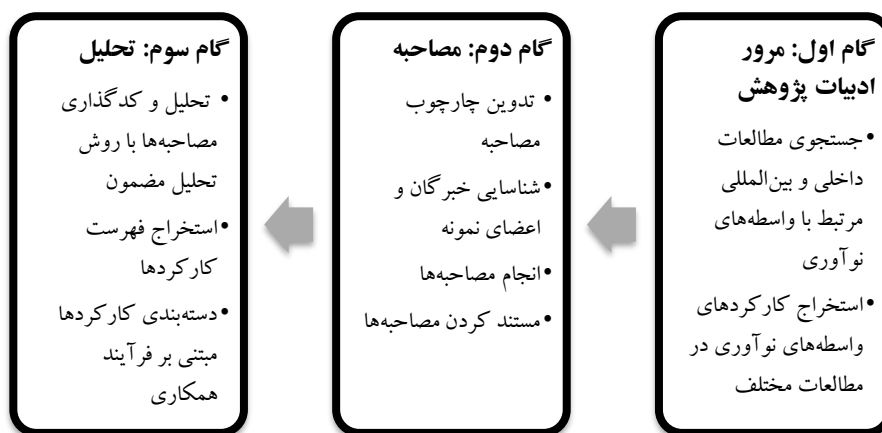 گام اول: مرور
ادبیات پژوهش
•جستجوی مطالعات
داخلی و بین‌المللی
مرتبط با واسطه‌های
نوآوری
•استخراج کارکردهای
واسطه‌های نوآوری در
مطالعات مختلف
گام دوم: مصاحبه
• تدوین چارچوب
مصاحبه
•شناسایی خبرگان و
اعضای نمونه
•انجام مصاحبه‌ها
•مستند کردن مصاحبه‌ها
گام سوم: تحلیل
• تحلیل و کدگذاری
مصاحبه‌ها با روش
تحلیل مضمون
•استخراج فهرست
کارکردها
•دسته‌بندی کارکردها
مبتنی بر فرآیند
همکاری